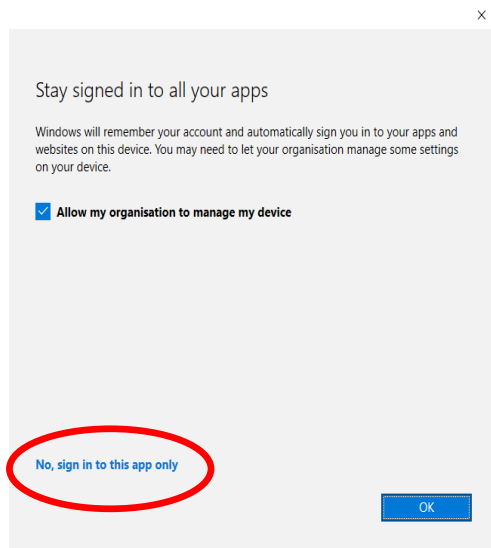 Stay signed in to all your apps
Windows will remember your account and automatically sign you in to your apps and
websites on this device. You may need to let your organisation manage some settings
on your device.
Allow my organisation to manage my device
No, sign in to this app only
OK